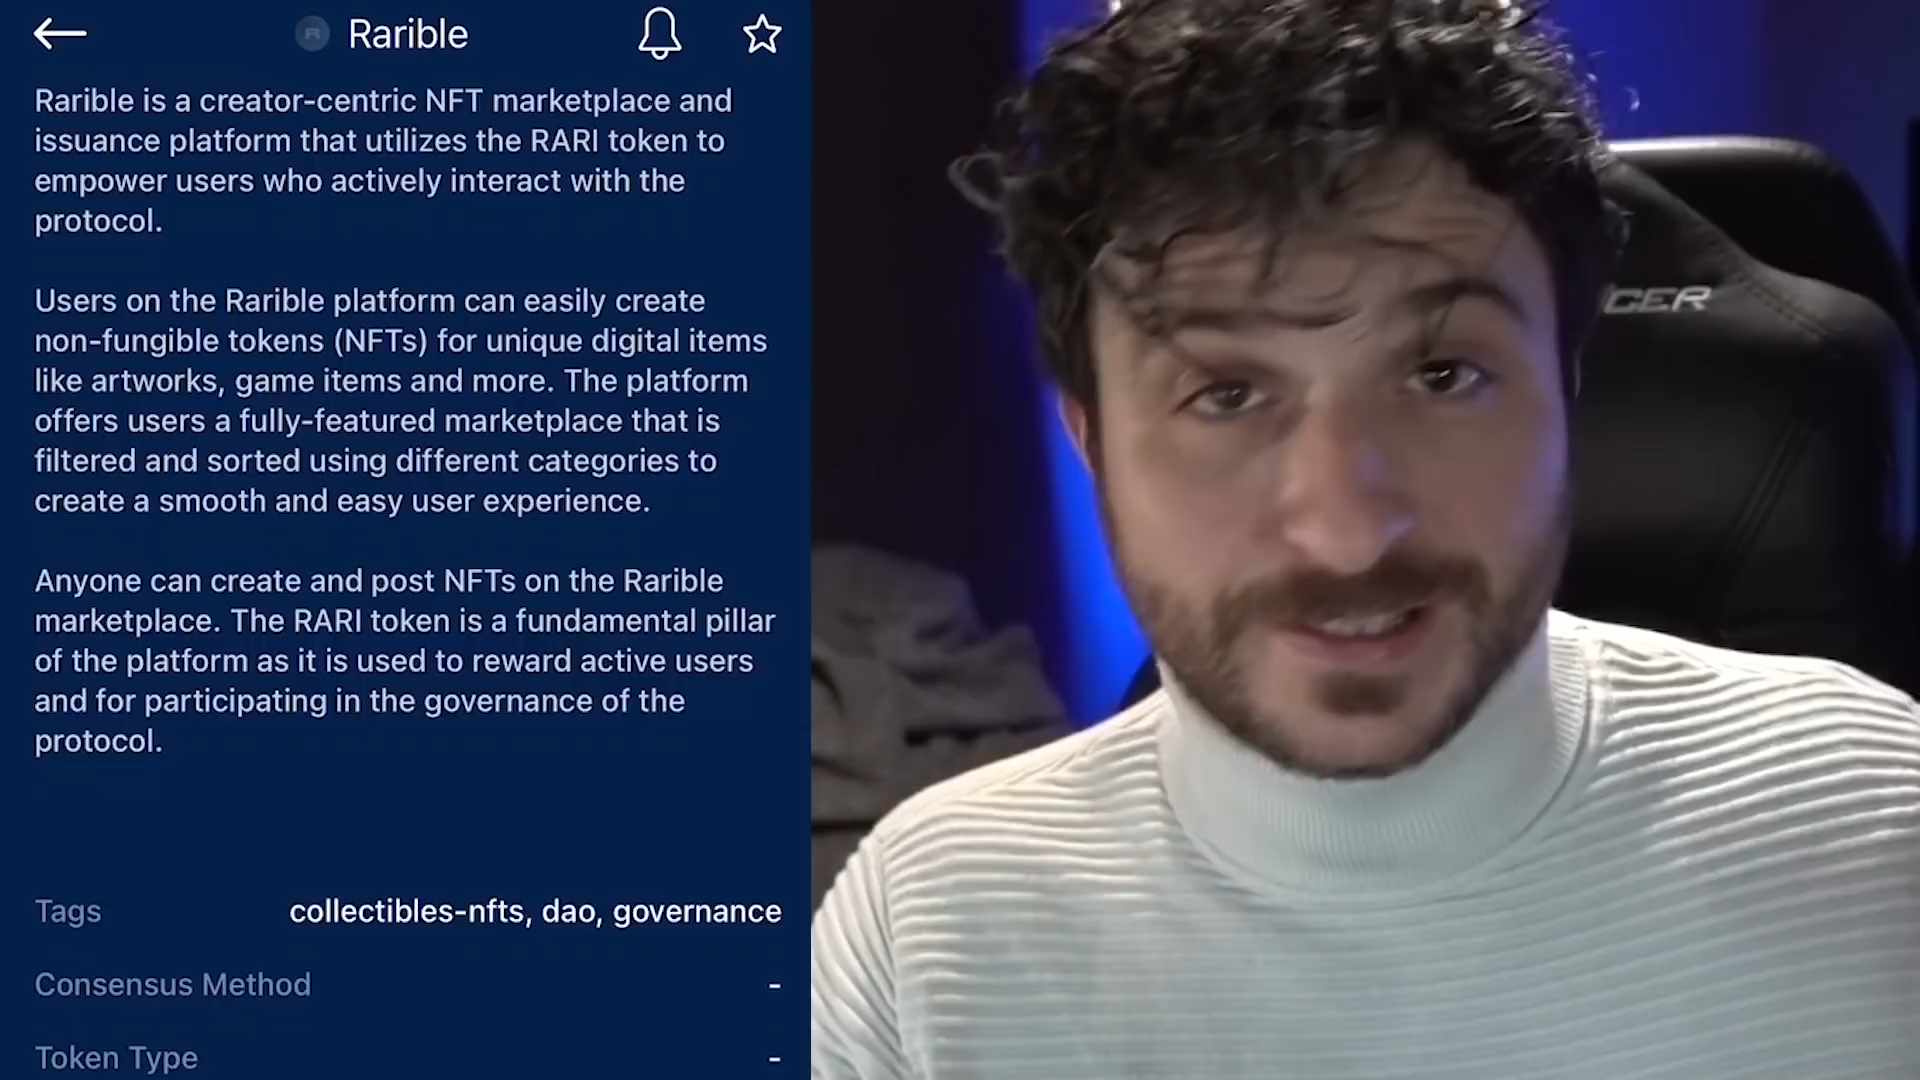 Rarible
Rarible is a creator-centric NFT marketplace and
issuance platform that utilizes the RARI token to
empower users who actively interact with the
protocol.
Users on the Rarible platform can easily create
non-fungible tokens (NFTs) for unique digital items
like artworks, game items and more. The platform
offers users a fully-featured marketplace that is
filtered and sorted using different categories to
create a smooth and easy user experience.
Anyone can create and post NFTs on the Rarible
marketplace. The RARI token is a fundamental pillar
of the platform as it is used to reward active users
and for participating in the governance of the
protocol.
Tags collectibles-nfts, dao, governance
Consensus Method -
Token Type -
CER